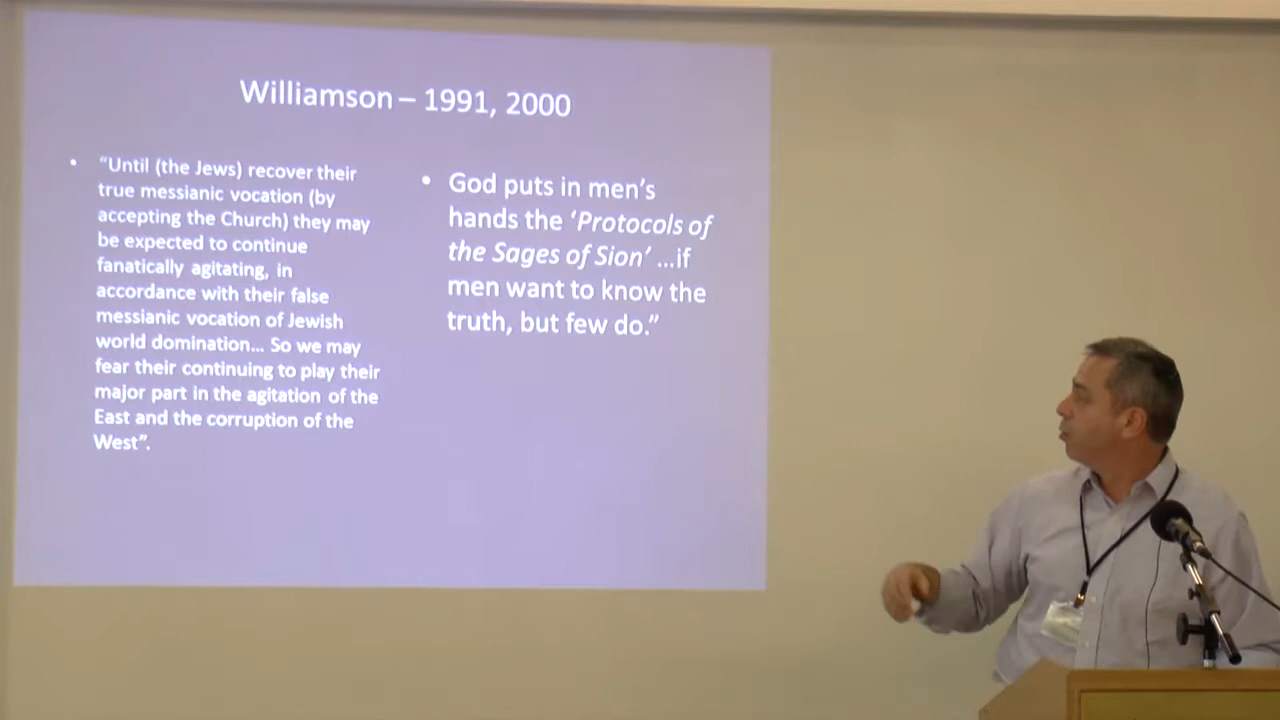 Williamson – 1991, 2000
• “Until (the Jews) recover their
true messianic vocation (by
accepting the Church) they may
be expected to continue
fanatically agitating, in
accordance with their false
messianic vocation of Jewish
world domination… So we may
fear their continuing to play their
major part in the agitation of the
East and the corruption of the
West”.
• God puts in men’s
hands the ‘Protocols of
the Sages of Sion’ …if
men want to know the
truth, but few do.”